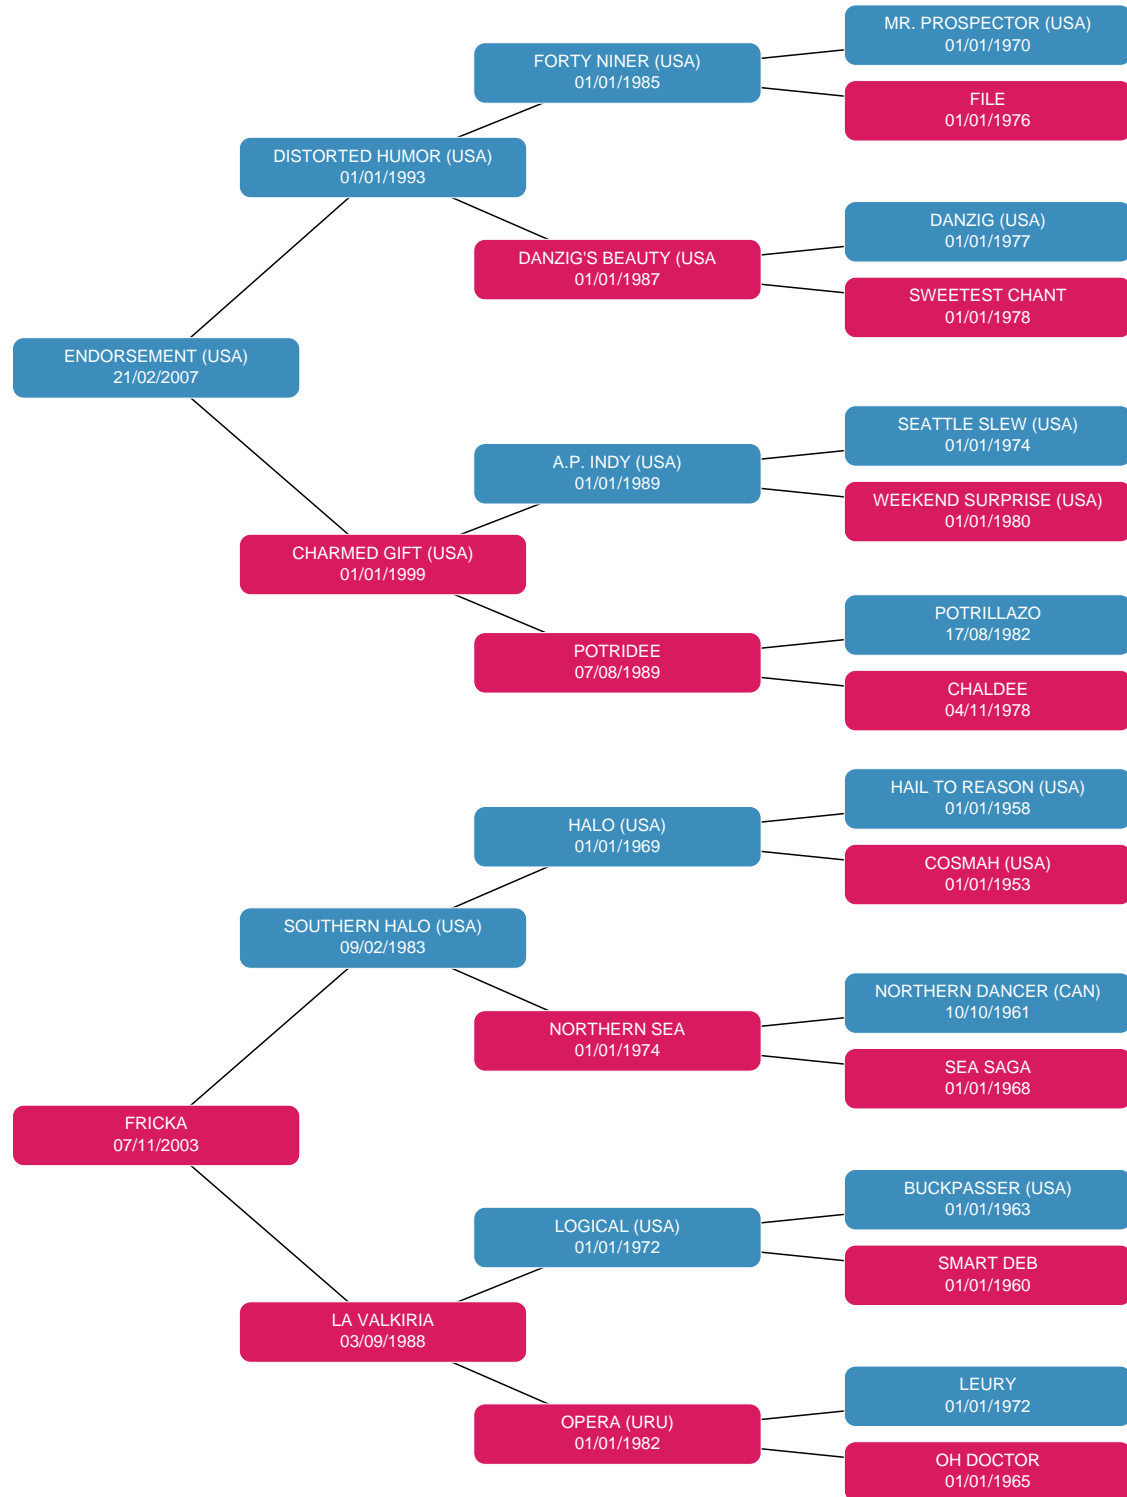 MR. PROSPECTOR (USA)
01/01/1970
FORTY NINER (USA)
01/01/1985
FILE
01/01/1976
DISTORTED HUMOR (USA)
01/01/1993
DANZIG (USA)
01/01/1977
DANZIG'S BEAUTY (USA
01/01/1987
SWEETEST CHANT
01/01/1978
ENDORSEMENT (USA)
21/02/2007
SEATTLE SLEW (USA)
01/01/1974
A.P. INDY (USA)
01/01/1989
WEEKEND SURPRISE (USA)
01/01/1980
CHARMED GIFT (USA)
01/01/1999
POTRILLAZO
17/08/1982
POTRIDEE
07/08/1989
CHALDEE
04/11/1978
HAIL TO REASON (USA)
01/01/1958
HALO (USA)
01/01/1969
COSMAH (USA)
01/01/1953
SOUTHERN HALO (USA)
09/02/1983
NORTHERN DANCER (CAN)
10/10/1961
NORTHERN SEA
01/01/1974
SEA SAGA
01/01/1968
FRICKA
07/11/2003
BUCKPASSER (USA)
01/01/1963
LOGICAL (USA)
01/01/1972
SMART DEB
01/01/1960
LA VALKIRIA
03/09/1988
LEURY
01/01/1972
OPERA (URU)
01/01/1982
OH DOCTOR
01/01/1965